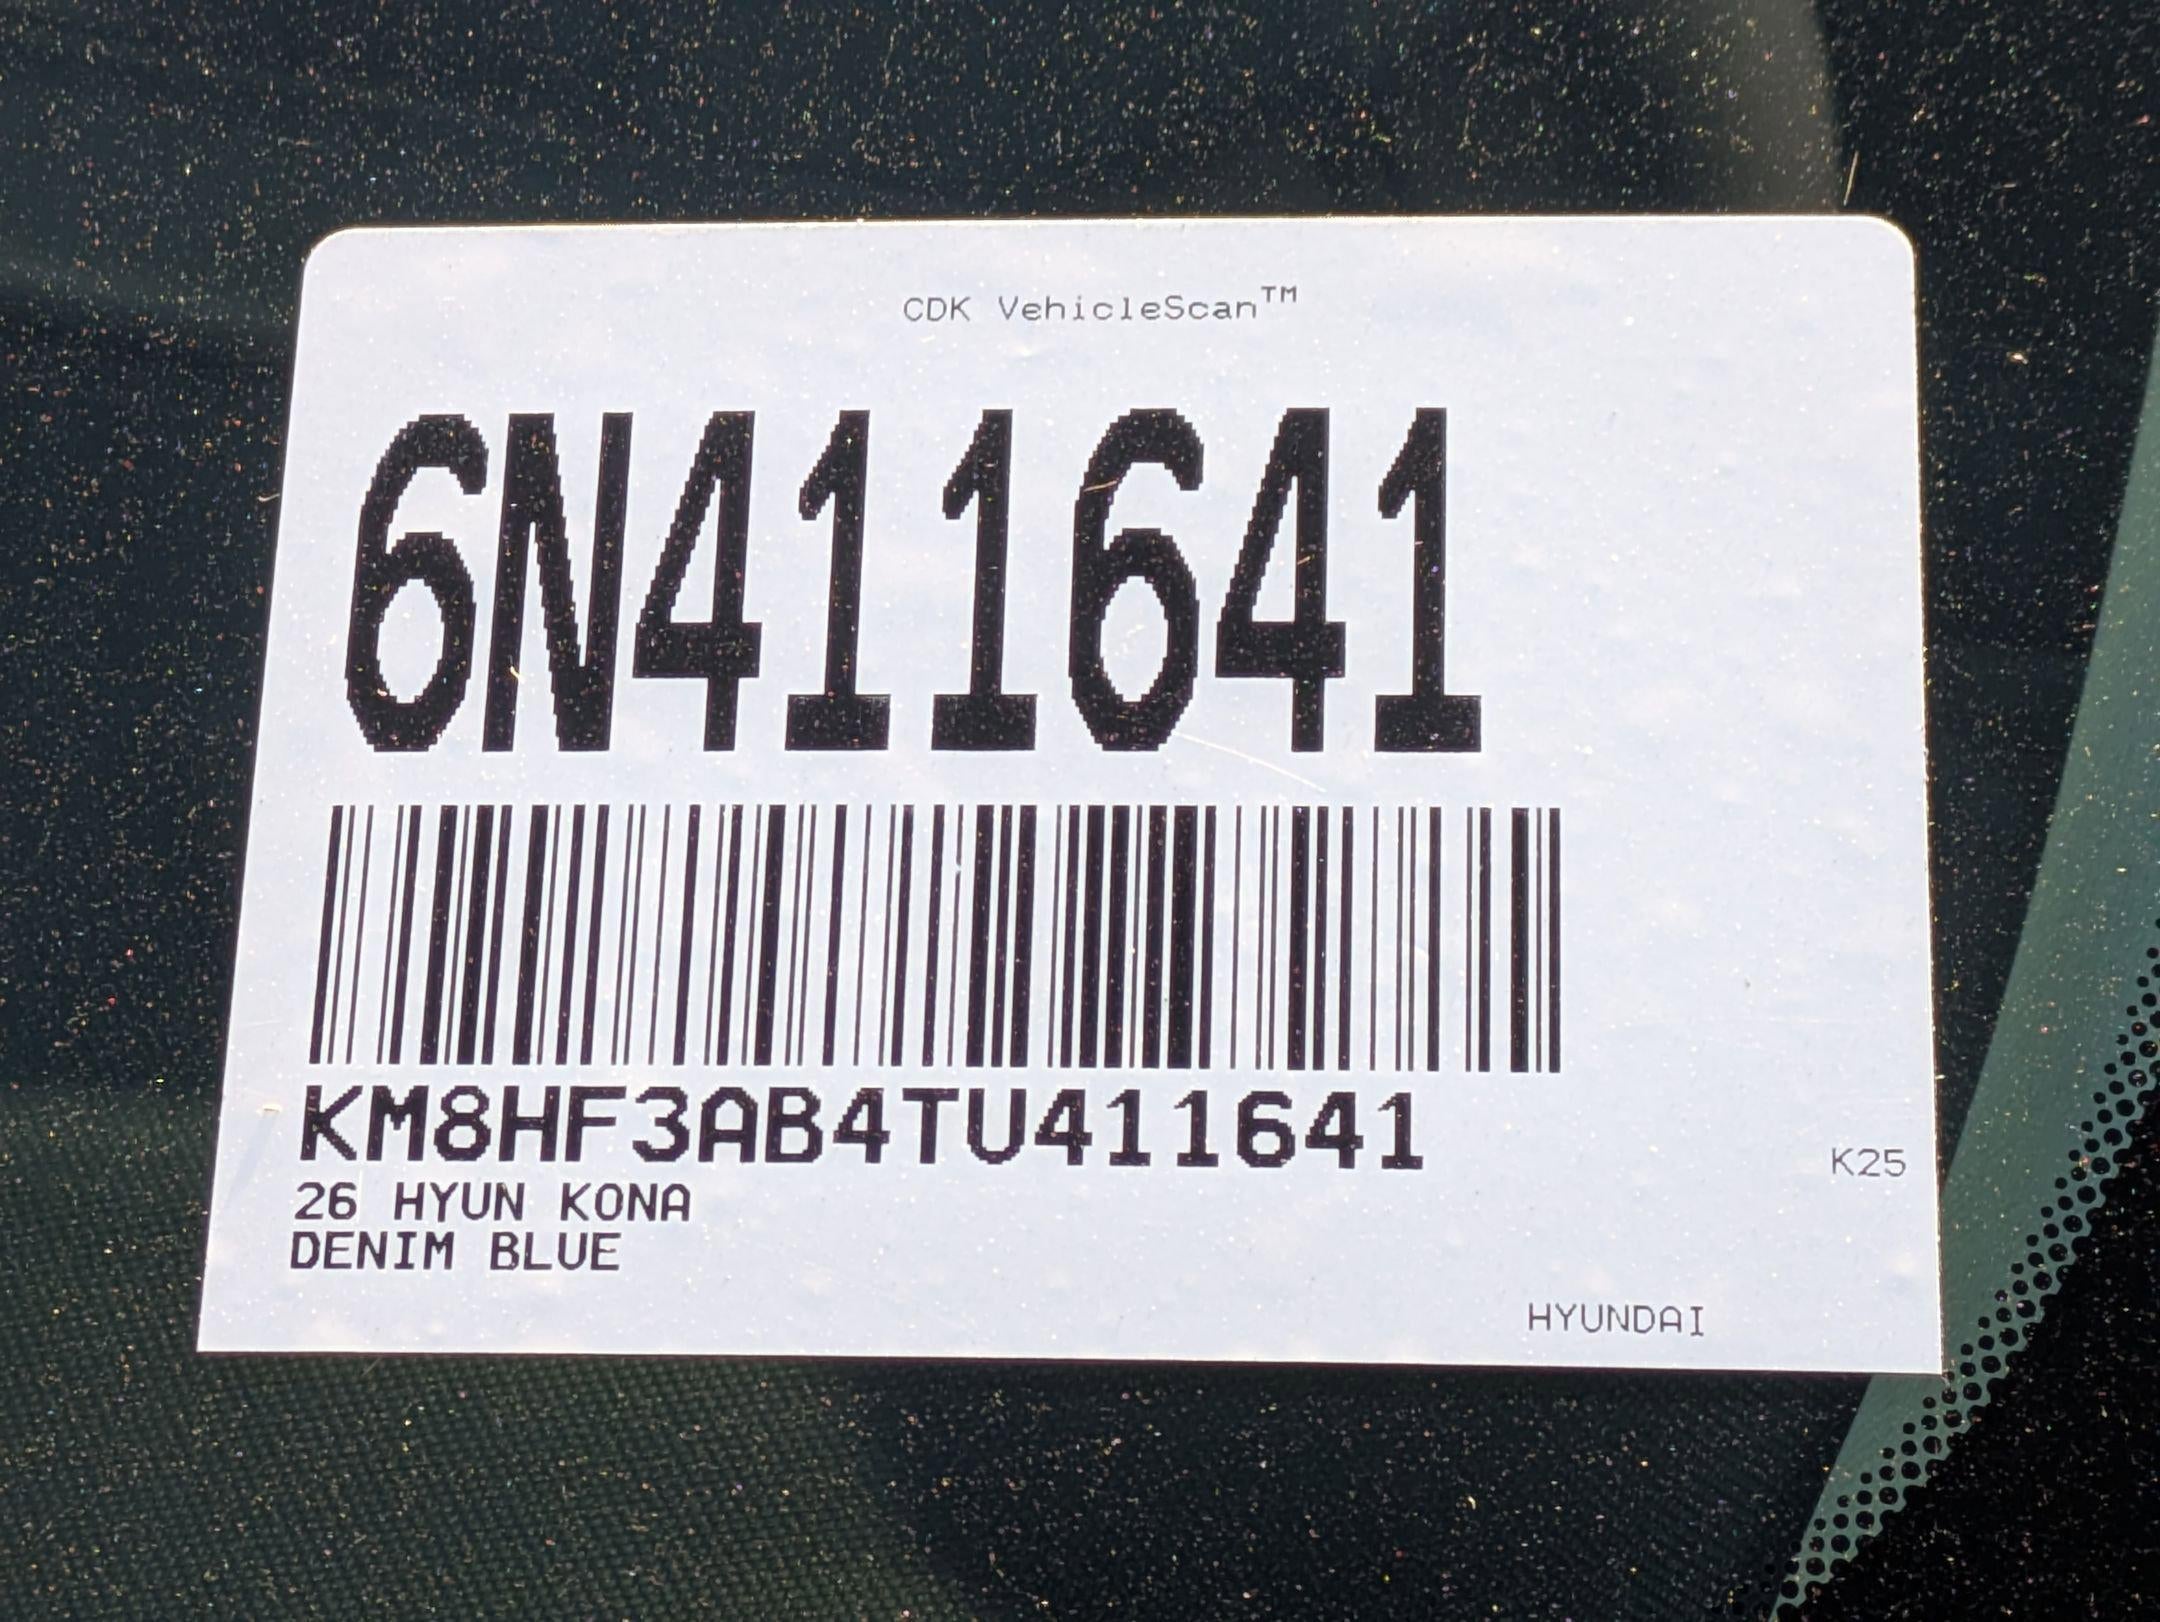 CDK VehicleScan™
6N411641
KM8HF3AB4TU411641
K25
26 HYUN KONA
DENIM BLUE
HYUNDAI